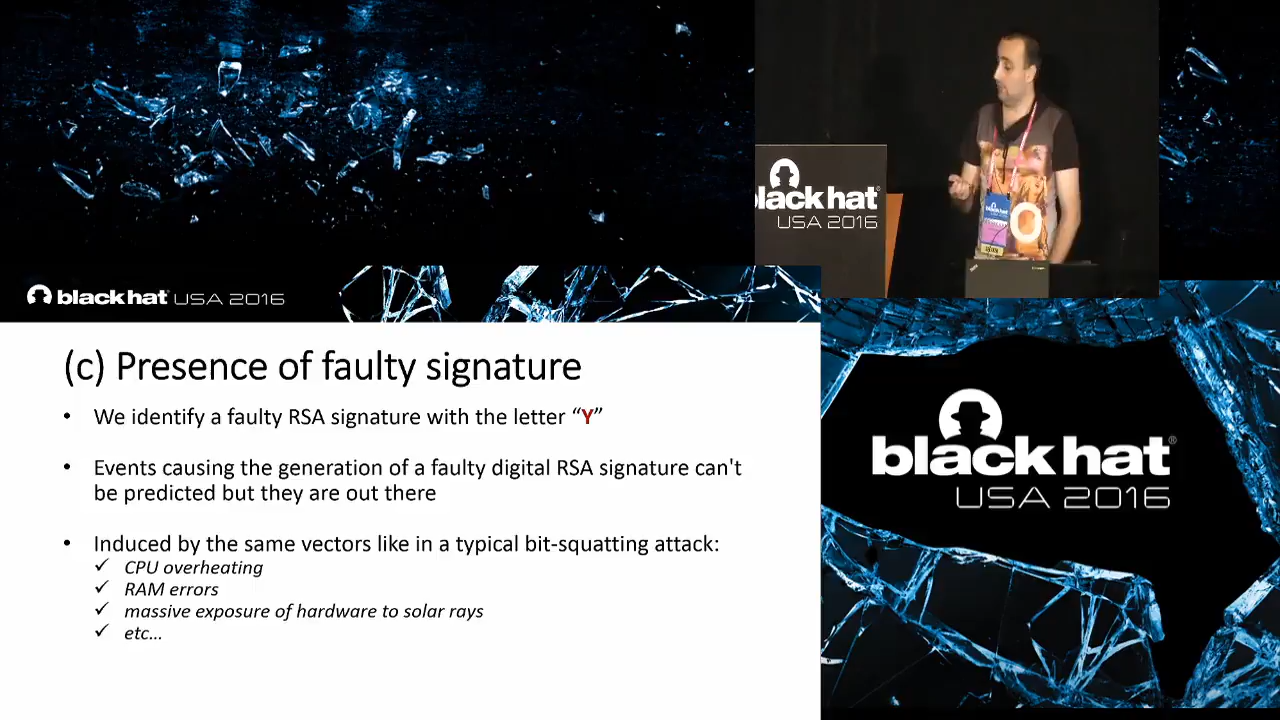 black hat
USA 2016
black hat USA 2016
(c) Presence of faulty signature
• We identify a faulty RSA signature with the letter “Y”
• Events causing the generation of a faulty digital RSA signature can't
be predicted but they are out there
• Induced by the same vectors like in a typical bit-squatting attack:
✓ CPU overheating
✓ RAM errors
✓ massive exposure of hardware to solar rays
✓ etc…
black hat®
USA 2016